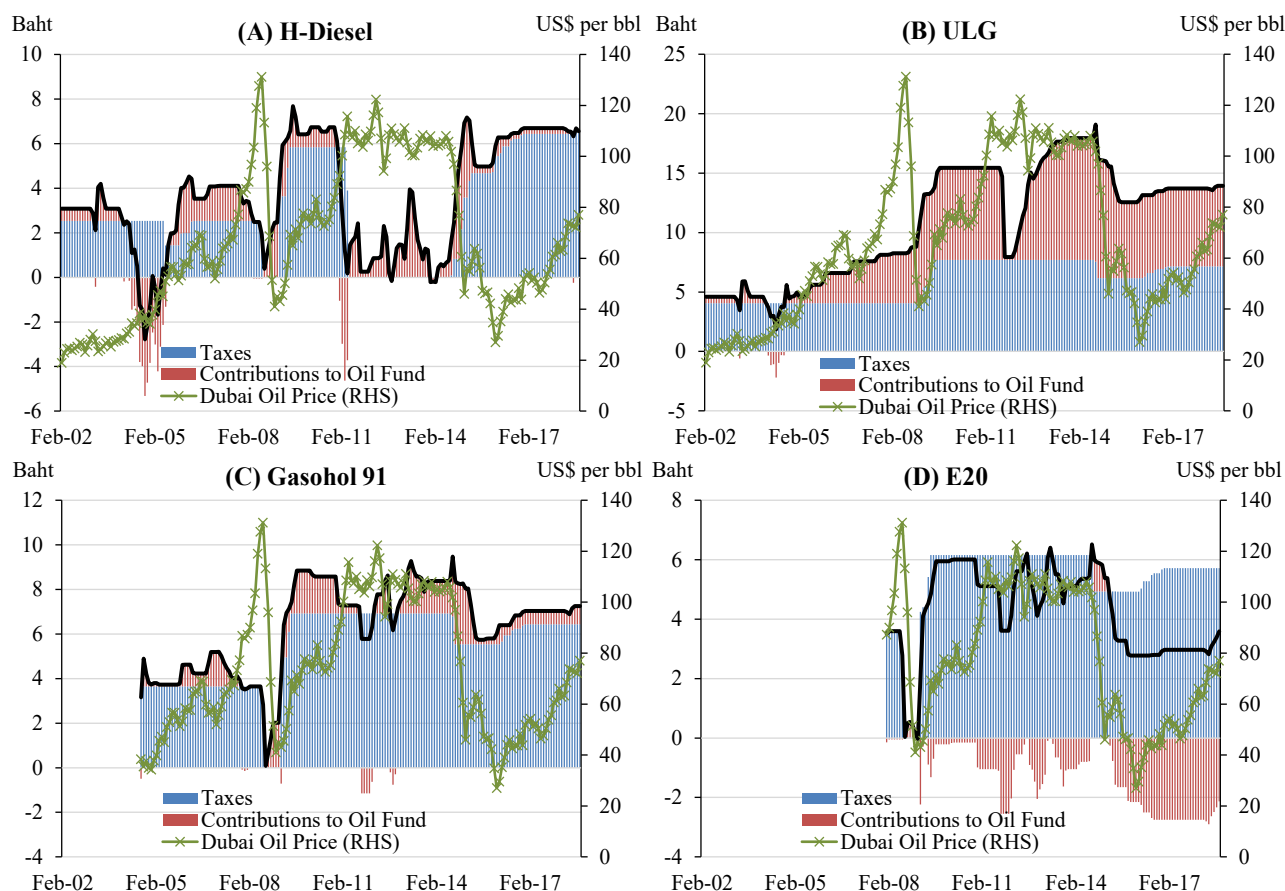 Baht (A) H-Diesel US$ per bbl
10 140
8 120
6 100
4 80
2 60
0
-2 40
-4 20
-6 0
Taxes
Contributions to Oil Fund
Dubai Oil Price (RHS)
Feb-02 Feb-05 Feb-08 Feb-11 Feb-14 Feb-17
Baht (B) ULG US$ per bbl
25 140
20 120
15 100
10 80
5 60
0 40
-5 20
0
Taxes
Contributions to Oil Fund
Dubai Oil Price (RHS)
Feb-02 Feb-05 Feb-08 Feb-11 Feb-14 Feb-17
Baht (C) Gasohol 91 US$ per bbl
12 140
10 120
8 100
6 80
4 60
2 40
0 20
-2 0
-4
Taxes
Contributions to Oil Fund
Dubai Oil Price (RHS)
Feb-02 Feb-05 Feb-08 Feb-11 Feb-14 Feb-17
Baht (D) E20 US$ per bbl
8 140
6 120
4 100
2 80
0 60
-2 40
-4 20
0
Taxes
Contributions to Oil Fund
Dubai Oil Price (RHS)
Feb-02 Feb-05 Feb-08 Feb-11 Feb-14 Feb-17